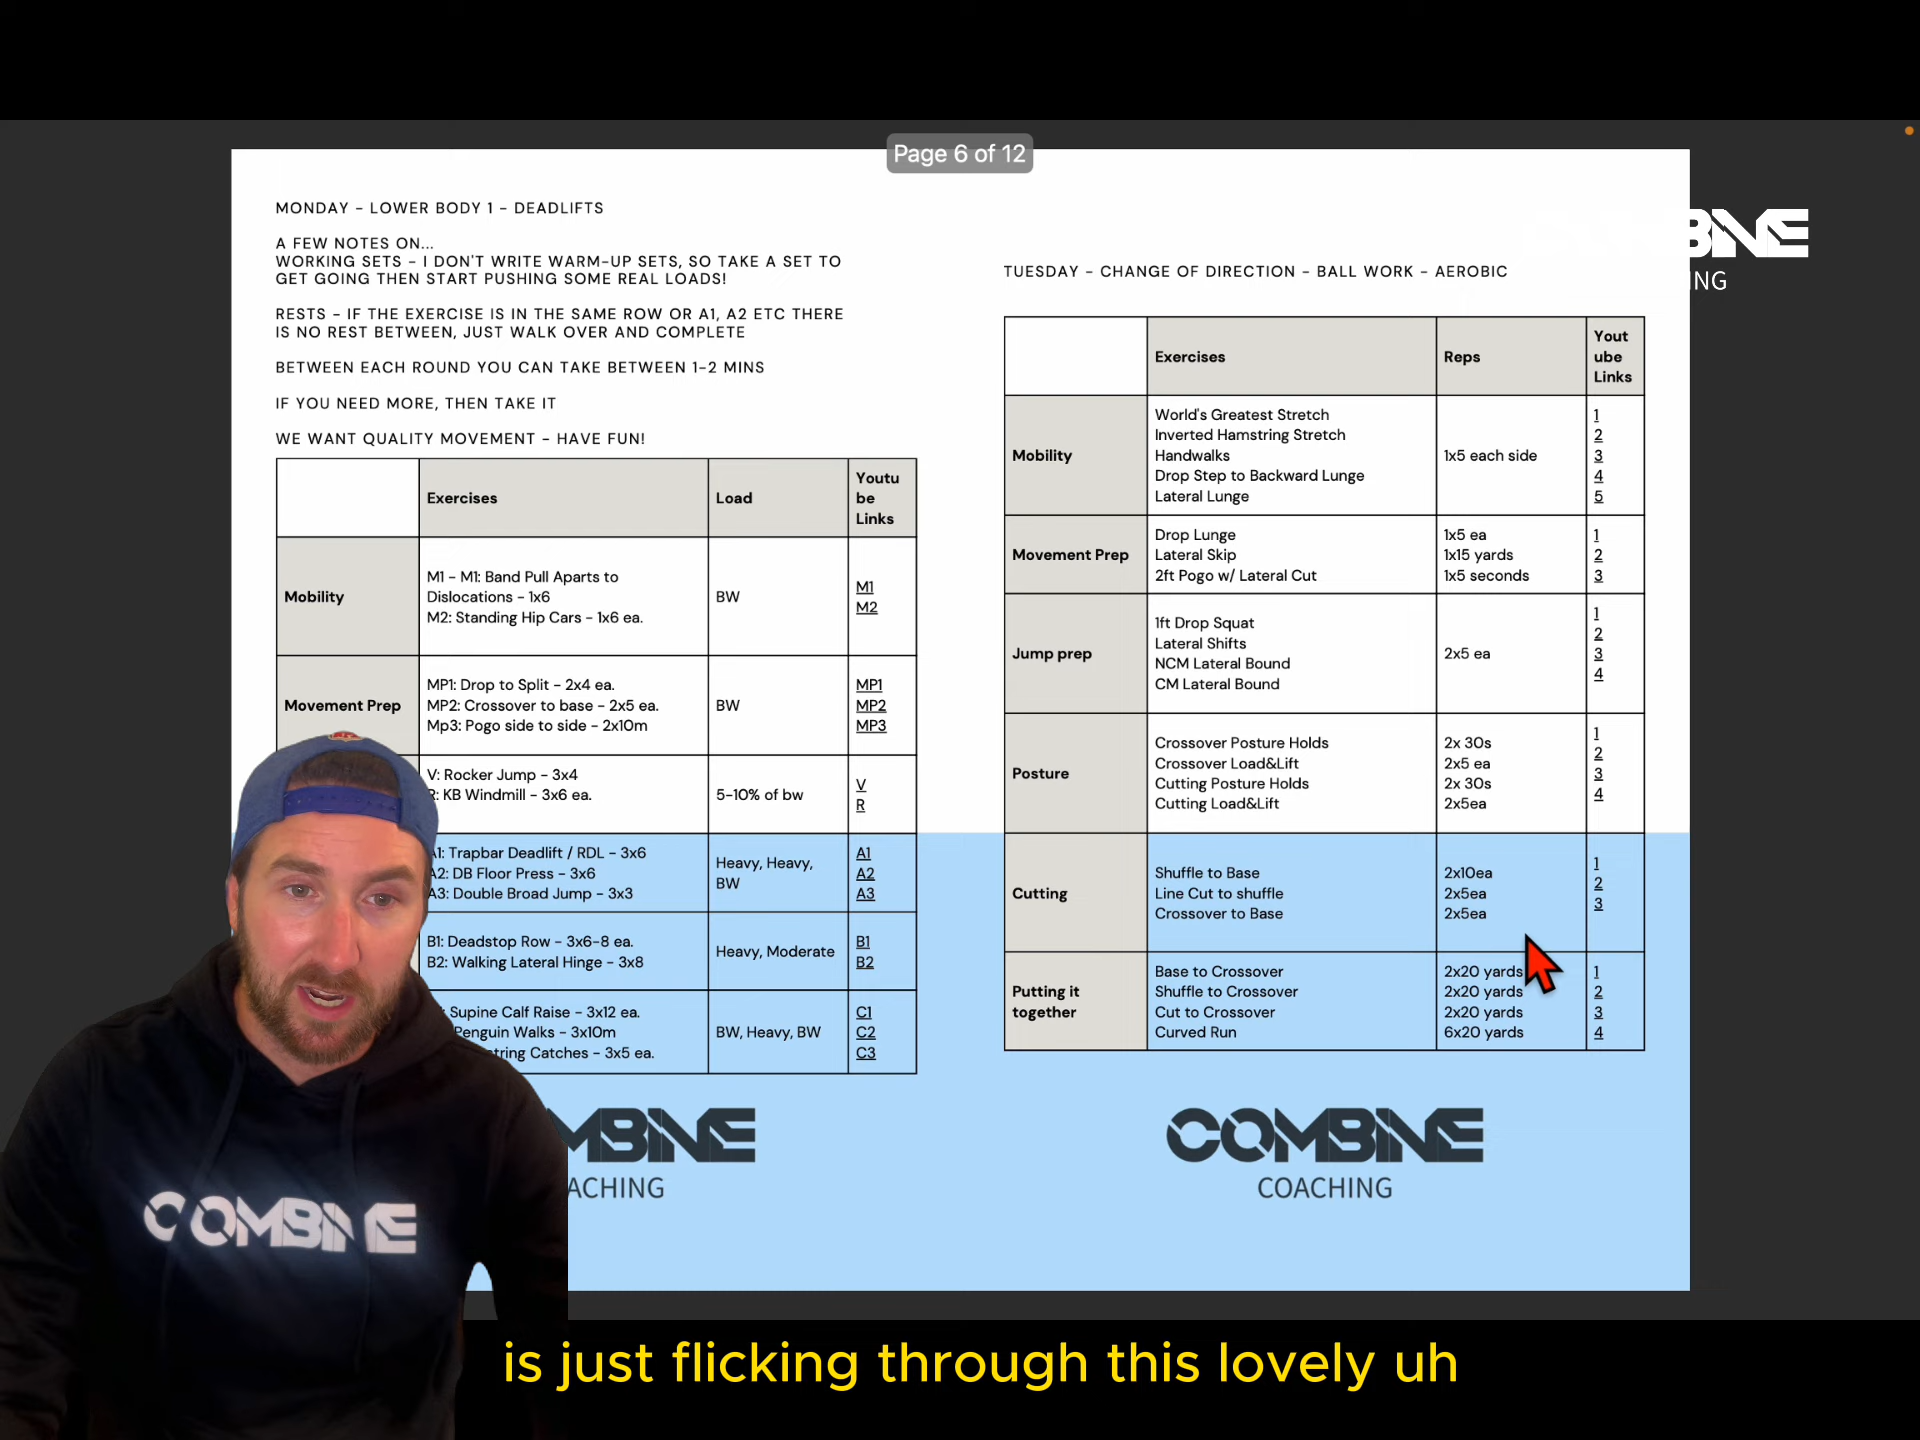 Page 6 of 12
MONDAY - LOWER BODY 1 - DEADLIFTS
A FEW NOTES ON...
WORKING SETS - I DON'T WRITE WARM-UP SETS, SO TAKE A SET TO
GET GOING THEN START PUSHING SOME REAL LOADS!
RESTS - IF THE EXERCISE IS IN THE SAME ROW OR A1, A2 ETC THERE
IS NO REST BETWEEN, JUST WALK OVER AND COMPLETE
BETWEEN EACH ROUND YOU CAN TAKE BETWEEN 1-2 MINS
IF YOU NEED MORE, THEN TAKE IT
WE WANT QUALITY MOVEMENT - HAVE FUN!
Exercises
Load
Youtu
be
Links
Mobility
M1 - M1: Band Pull Aparts to
Dislocations - 1x6
M2: Standing Hip Cars - 1x6 ea.
BW
M1
M2
Movement Prep
MP1: Drop to Split - 2x4 ea.
MP2: Crossover to base - 2x5 ea.
Mp3: Pogo side to side - 2x10m
BW
MP1
MP2
MP3
V: Rocker Jump - 3x4
R: KB Windmill - 3x6 ea.
5-10% of bw
V
R
A1: Trapbar Deadlift / RDL - 3x6
A2: DB Floor Press - 3x6
A3: Double Broad Jump - 3x3
Heavy, Heavy,
BW
A1
A2
A3
B1: Deadstop Row - 3x6-8 ea.
B2: Walking Lateral Hinge - 3x8
Heavy, Moderate
B1
B2
Supine Calf Raise - 3x12 ea.
Penguin Walks - 3x10m
tring Catches - 3x5 ea.
BW, Heavy, BW
C1
C2
C3
MBINE
ACHING
TUESDAY - CHANGE OF DIRECTION - BALL WORK - AEROBIC
Exercises
Reps
Yout
ube
Links
Mobility
World's Greatest Stretch
Inverted Hamstring Stretch
Handwalks
Drop Step to Backward Lunge
Lateral Lunge
1x5 each side
1
2
3
4
5
Movement Prep
Drop Lunge
Lateral Skip
2ft Pogo w/ Lateral Cut
1x5 ea
1x15 yards
1x5 seconds
1
2
3
Jump prep
1ft Drop Squat
Lateral Shifts
NCM Lateral Bound
CM Lateral Bound
2x5 ea
1
2
3
4
Posture
Crossover Posture Holds
Crossover Load&Lift
Cutting Posture Holds
Cutting Load&Lift
2x 30s
2x5 ea
2x 30s
2x5ea
1
2
3
4
Cutting
Shuffle to Base
Line Cut to shuffle
Crossover to Base
2x10ea
2x5ea
2x5ea
1
2
3
Putting it
together
Base to Crossover
Shuffle to Crossover
Cut to Crossover
Curved Run
2x20 yards
2x20 yards
2x20 yards
6x20 yards
1
2
3
4
COMBINE
COACHING
BINE
ING
COMBINE
is just flicking through this lovely uh